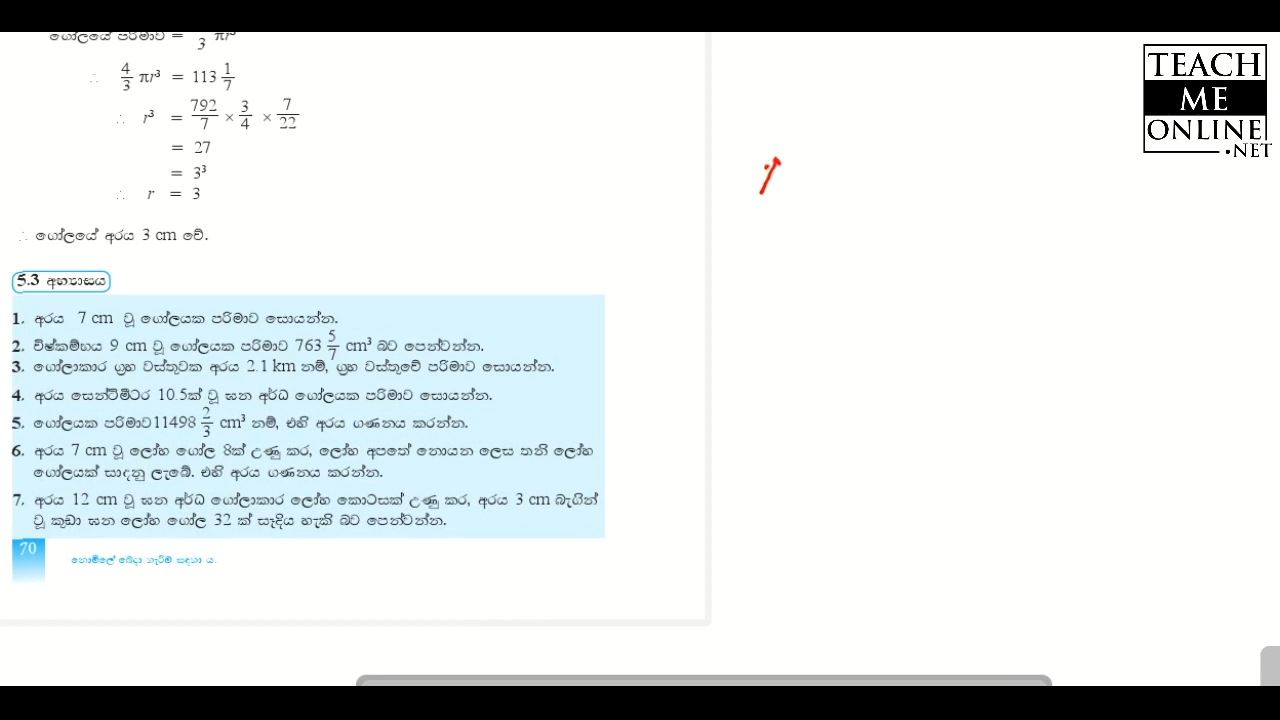 ගෝලයේ පරිමාව = 3 πr³
∴ 4/3 πr³ = 113 1/7
∴ r³ = 792/7 × 3/4 × 7/22
= 27
= 3³
∴ r = 3
∴ ගෝලයේ අරය 3 cm වේ.
5.3 අභ්‍යාසය
1. අරය 7 cm වූ ගෝලයක පරිමාව සොයන්න.
2. විෂ්කම්භය 9 cm වූ ගෝලයක පරිමාව 763 5/7 cm³ බව පෙන්වන්න.
3. ගෝලාකාර ග්‍රහ වස්තුවක අරය 2.1 km නම්, ග්‍රහ වස්තුවේ පරිමාව සොයන්න.
4. අරය සෙන්ටිමීටර 10.5ක් වූ ඝන අර්ධ ගෝලයක පරිමාව සොයන්න.
5. ගෝලයක පරිමාව11498 2/3 cm³ නම්, එහි අරය ගණනය කරන්න.
6. අරය 7 cm වූ ලෝහ ගෝල 8ක් උණු කර, ලෝහ අපතේ නොයන ලෙස තනි ලෝහ
ගෝලයක් සාදනු ලැබේ. එහි අරය ගණනය කරන්න.
7. අරය 12 cm වූ ඝන අර්ධ ගෝලාකාර ලෝහ කොටසක් උණු කර, අරය 3 cm බැගින්
වූ කුඩා ඝන ලෝහ ගෝල 32 ක් සෑදිය හැකි බව පෙන්වන්න.
70
නොමිලේ බෙදා හැරීම සඳහා ය.
TEACH
ME
ONLINE
.NET